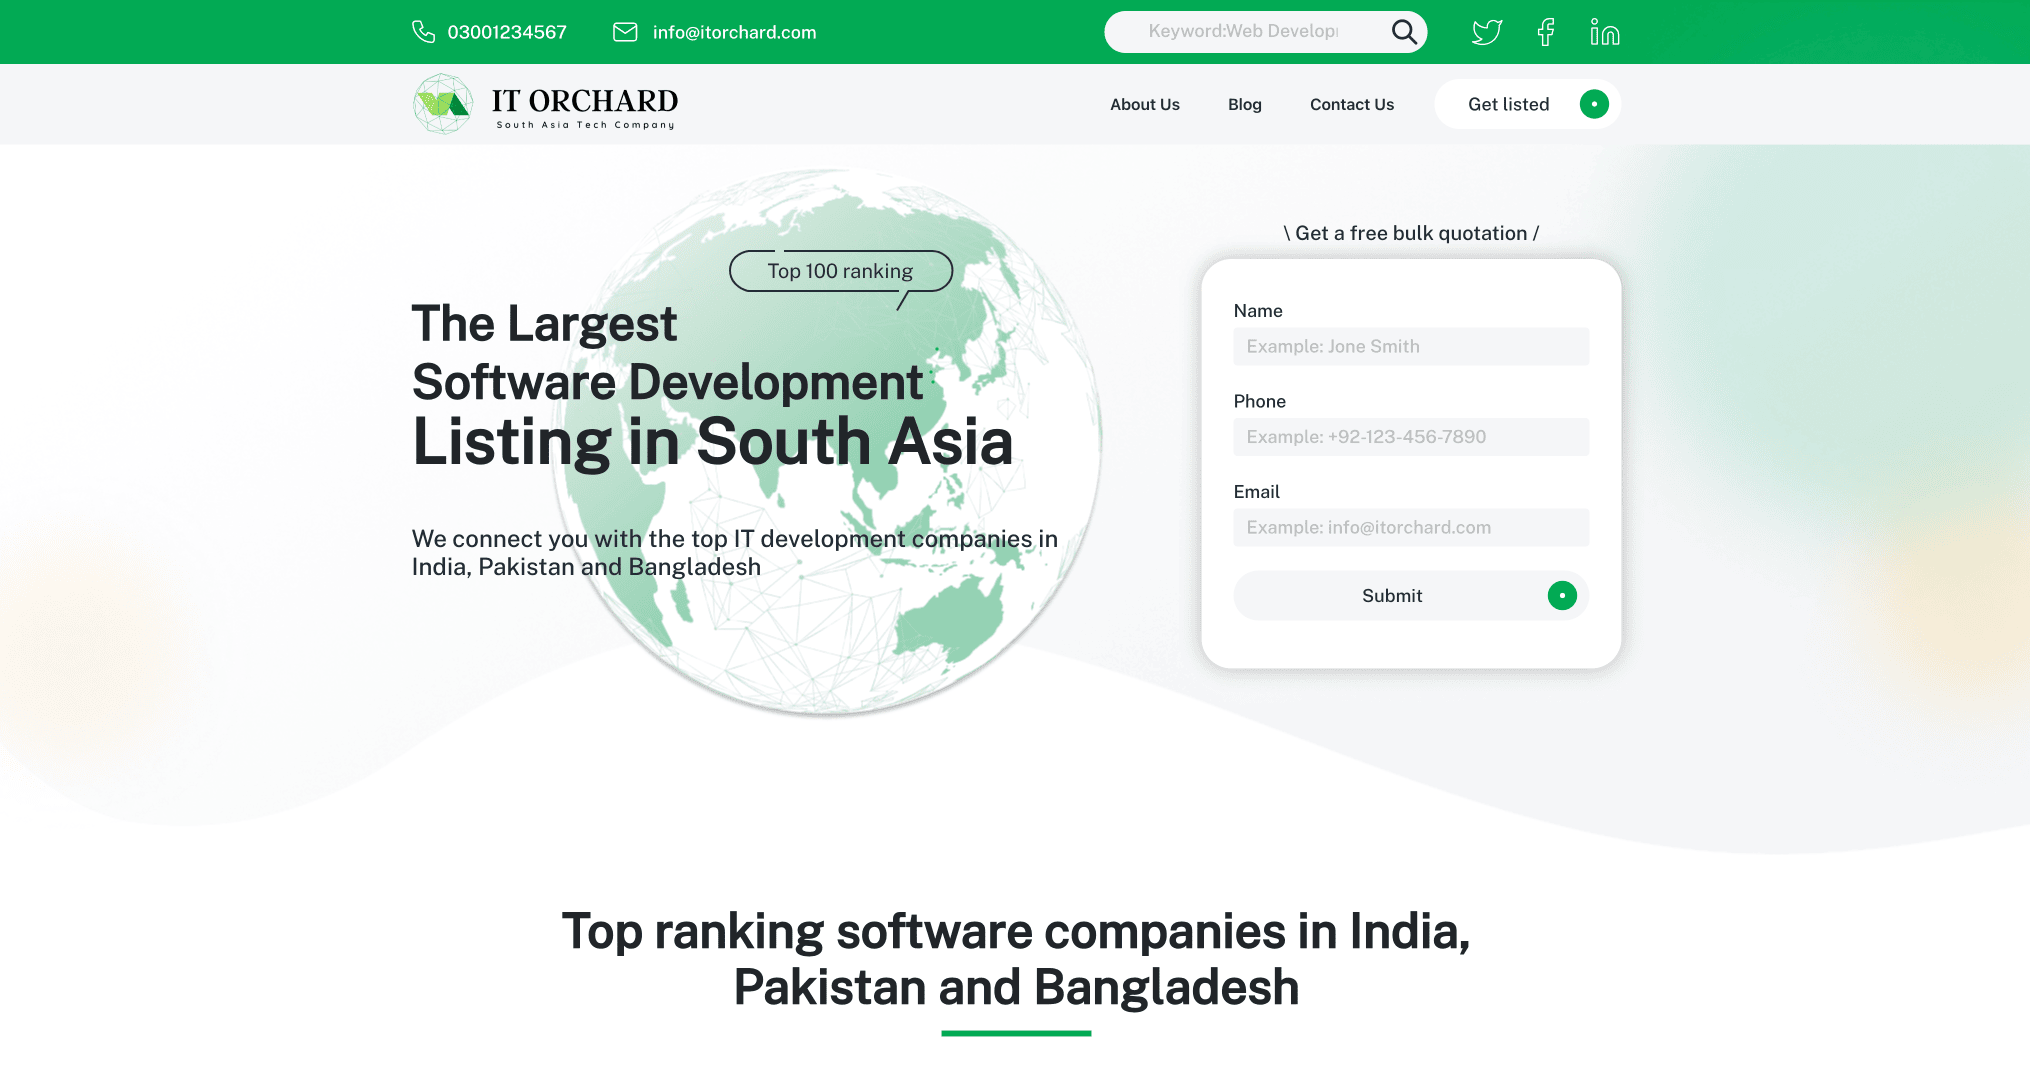 03001234567
info@itorchard.com
Keyword:Web Develop
IT ORCHARD
South Asia Tech Company
About Us
Blog
Contact Us
Get listed
Top 100 ranking
The Largest
Software Development
Listing in South Asia
We connect you with the top IT development companies in
India, Pakistan and Bangladesh
\ Get a free bulk quotation /
Name
Example: Jone Smith
Phone
Example: +92-123-456-7890
Email
Example: info@itorchard.com
Submit
Top ranking software companies in India,
Pakistan and Bangladesh